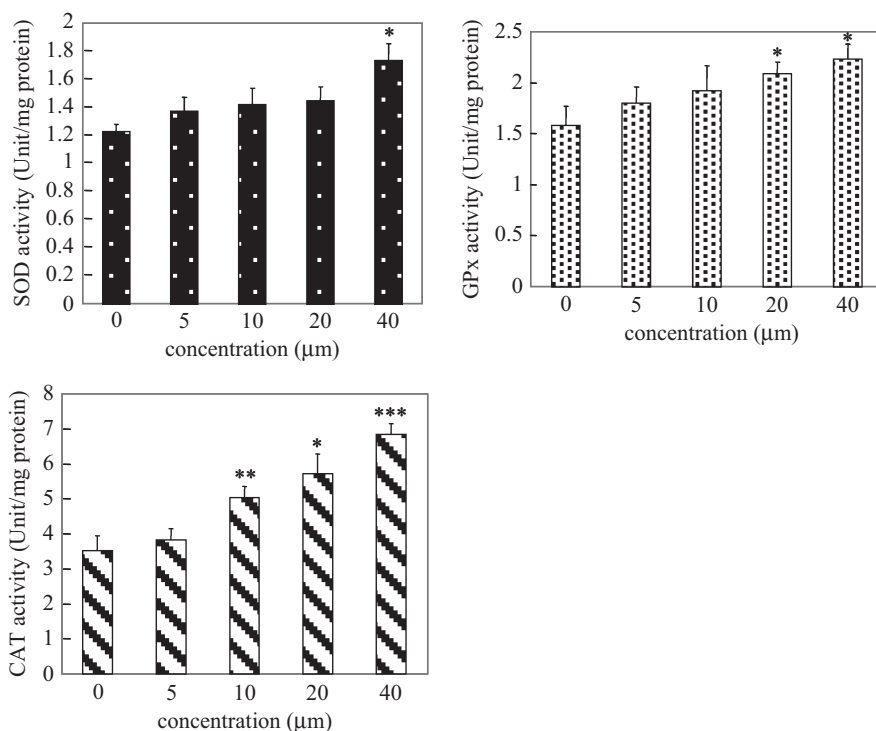 SOD activity (Unit/mg protein)
2
1.8
1.6
1.4
1.2
1
0.8
0.6
0.4
0.2
0
*
0 5 10 20 40
concentration (μm)
GPx activity (Unit/mg protein)
2.5
2
1.5
1
0.5
0
* *
0 5 10 20 40
concentration (μm)
CAT activity (Unit/mg protein)
8
7
6
5
4
3
2
1
0
** * ***
0 5 10 20 40
concentration (μm)